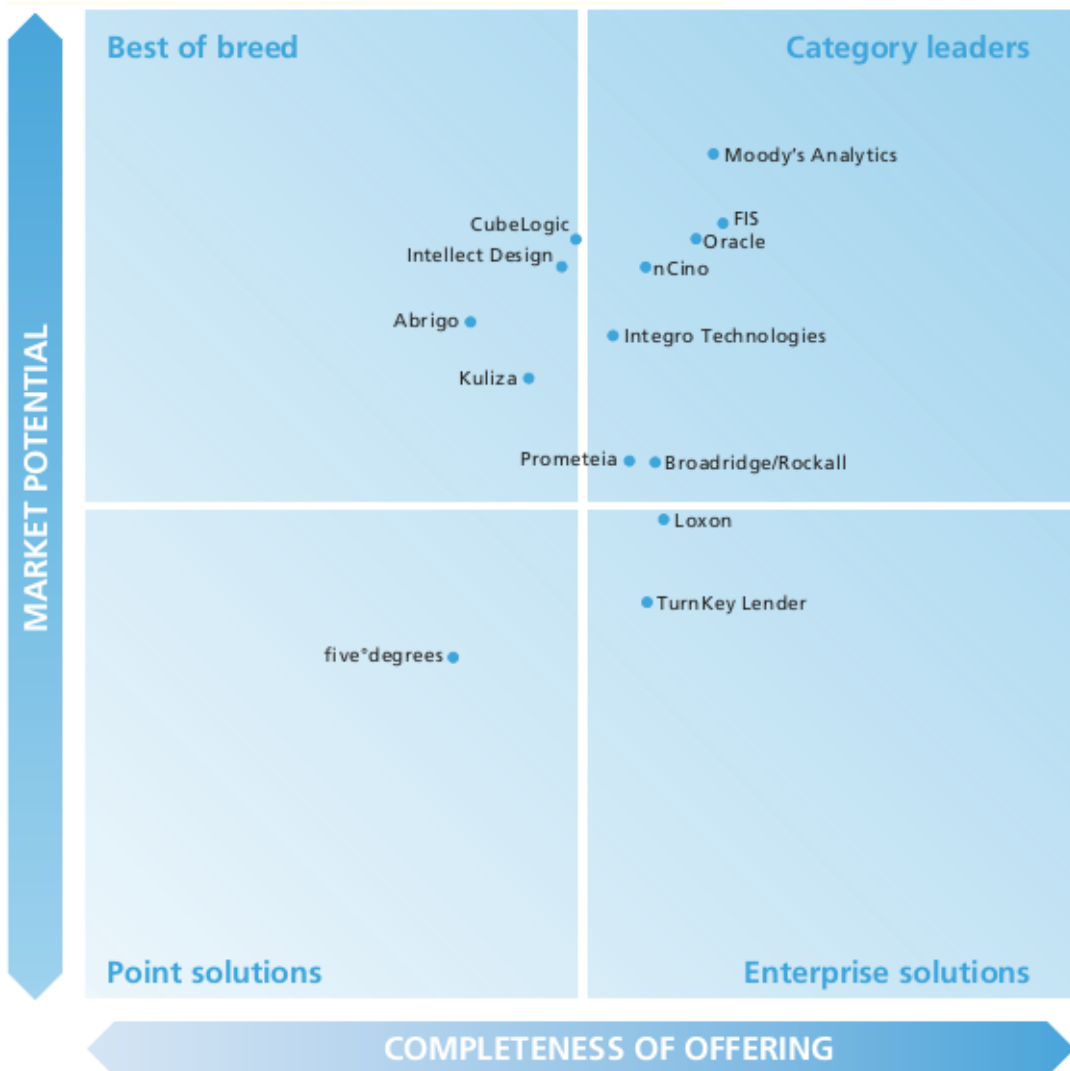 Best of breed
Category leaders
Moody's Analytics
FIS
CubeLogic
Oracle
Intellect Design
nCino
Abrigo
Integro Technologies
Kuliza
Prometeia
Broadridge/Rockall
Loxon
TurnKey Lender
five°degrees
Point solutions
Enterprise solutions
MARKET POTENTIAL
COMPLETENESS OF OFFERING